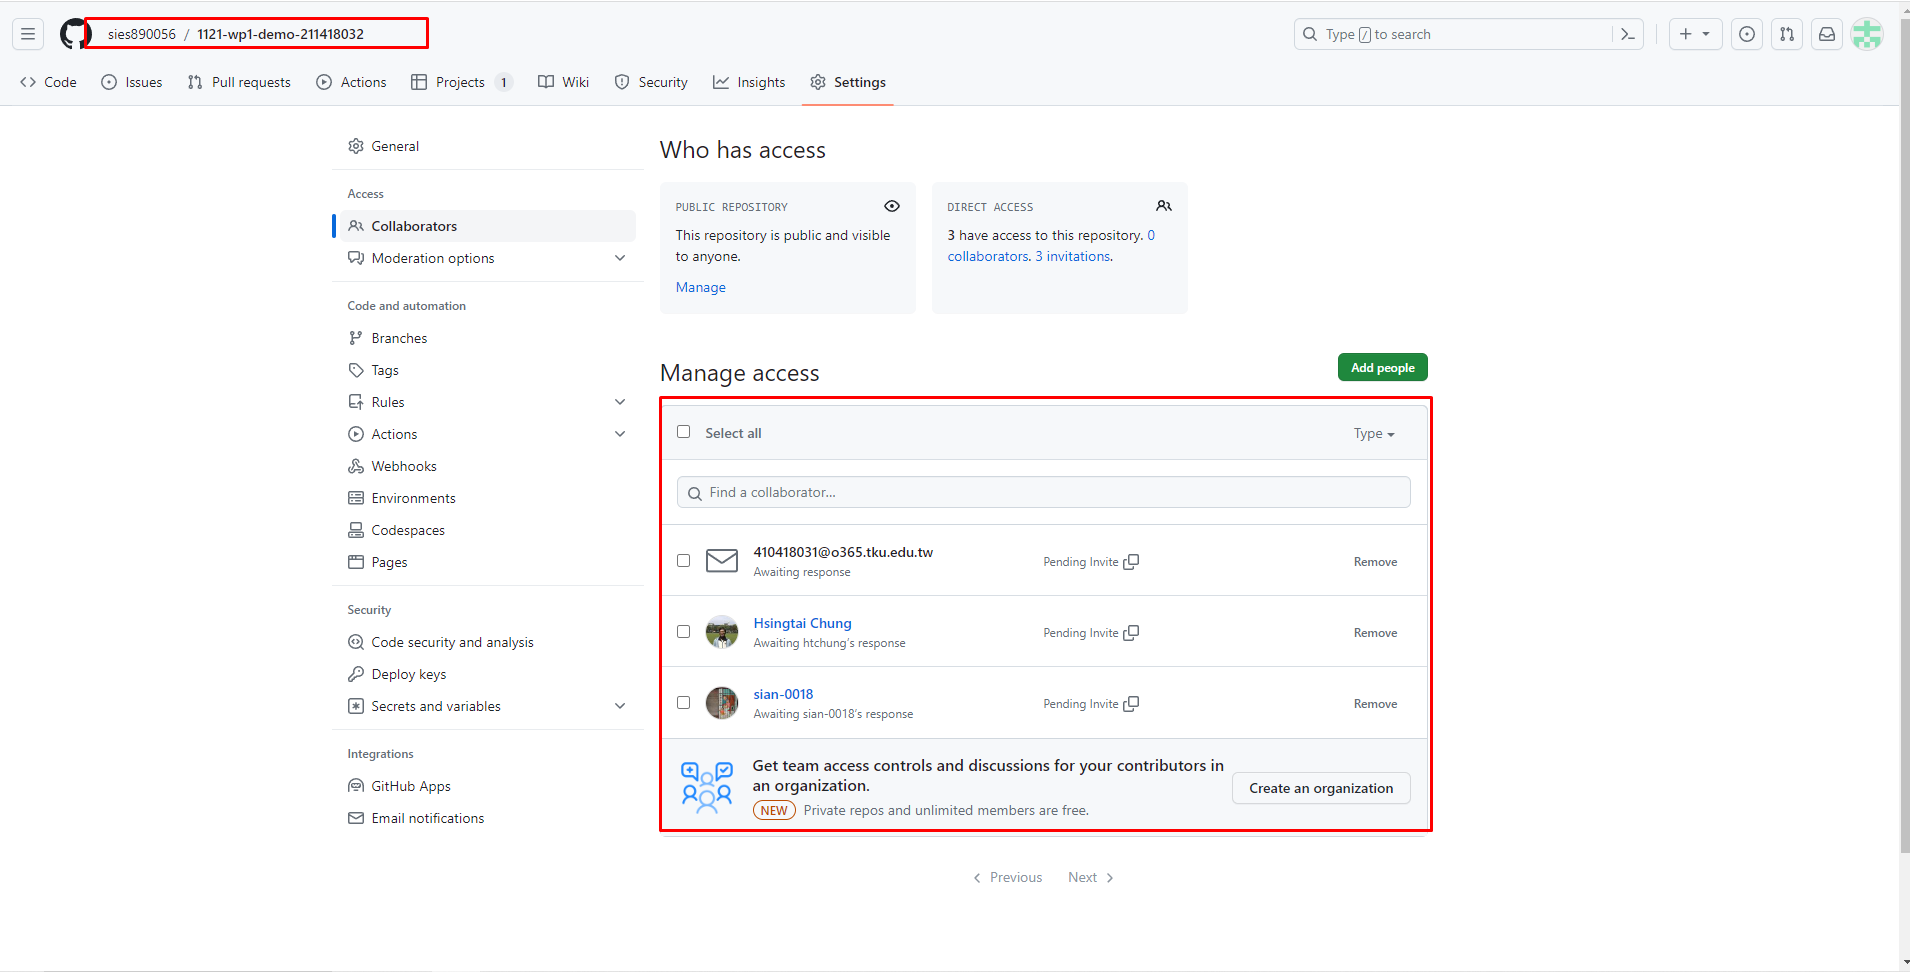 sies890056 / 1121-wp1-demo-211418032
Type / to search
Code
Issues
Pull requests
Actions
Projects 1
Wiki
Security
Insights
Settings
General
Access
Collaborators
Moderation options
Code and automation
Branches
Tags
Rules
Actions
Webhooks
Environments
Codespaces
Pages
Security
Code security and analysis
Deploy keys
Secrets and variables
Integrations
GitHub Apps
Email notifications
Who has access
PUBLIC REPOSITORY
This repository is public and visible
to anyone.
Manage
DIRECT ACCESS
3 have access to this repository. 0
collaborators. 3 invitations.
Manage access
Add people
Select all
Type
Find a collaborator...
410418031@o365.tku.edu.tw
Awaiting response
Pending Invite
Remove
Hsingtai Chung
Awaiting htchung's response
Pending Invite
Remove
sian-0018
Awaiting sian-0018's response
Pending Invite
Remove
Get team access controls and discussions for your contributors in
an organization.
NEW Private repos and unlimited members are free.
Create an organization
Previous
Next